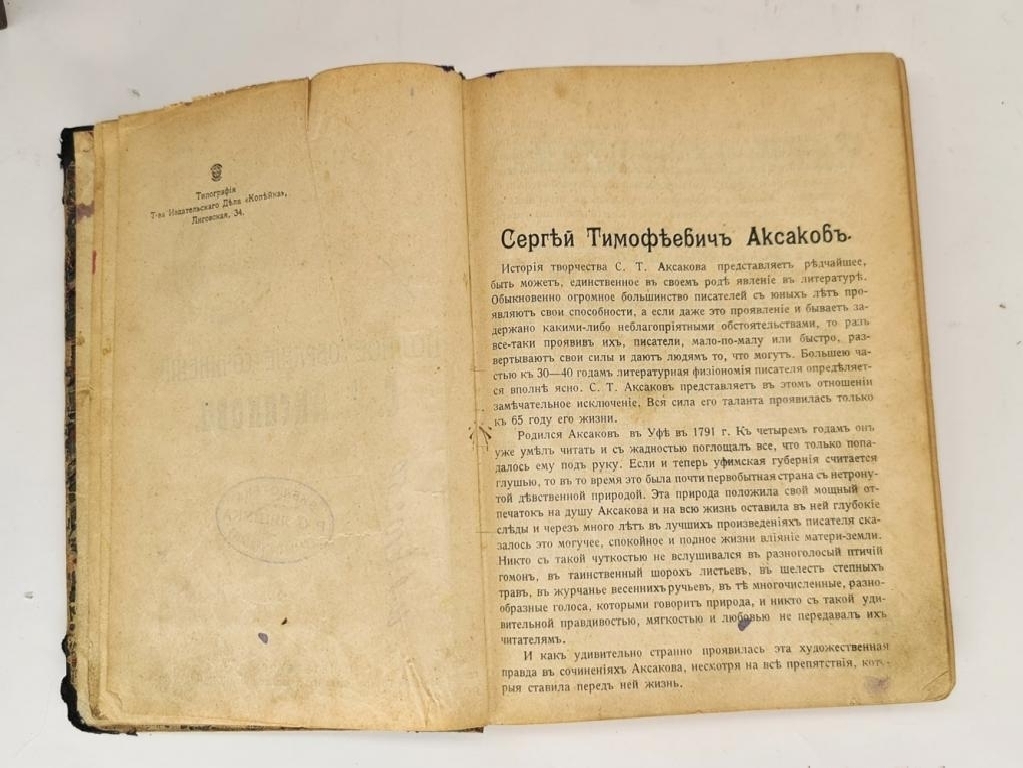 Типографія
Т-ва Издательскаго Дѣла «Копѣйка»,
Лиговская, 34.
Сергѣй Тимофѣевичъ Аксаковъ.
Исторія творчества С. Т. Аксакова представляетъ рѣдчайшее,
быть можетъ, единственное въ своемъ родѣ явленіе въ литературѣ.
Обыкновенно огромное большинство писателей съ юныхъ лѣтъ про-
являютъ свои способности, а если даже это проявленіе и бываетъ за-
держано какими-либо неблагопріятными обстоятельствами, то разъ
все-таки проявивъ ихъ, писатели, мало-по-малу или быстро, раз-
вертываютъ свои силы и даютъ людямъ то, что могутъ. Большею ча-
стью къ 30—40 годамъ литературная физіономія писателя опредѣляет-
ся вполнѣ ясно. С. Т. Аксаковъ представляетъ въ этомъ отношеніи
замѣчательное исключеніе. Вся сила его таланта проявилась только
къ 65 году его жизни.
Родился Аксаковъ въ Уфѣ въ 1791 г. Къ четыремъ годамъ онъ
уже умѣлъ читать и съ жадностью поглощалъ все, что только попа-
далось ему подъ руку. Если и теперь уфимская губернія считается
глушью, то въ то время это была почти первобытная страна съ нетрону-
той дѣвственной природой. Эта природа положила свой мощный от-
печатокъ на душу Аксакова и на всю жизнь оставила въ ней глубокіе
слѣды и черезъ много лѣтъ въ лучшихъ произведеніяхъ писателя ска-
залось это могучее, спокойное и полное жизни вліяніе матери-земли.
Никто съ такой чуткостью не вслушивался въ разноголосый птичій
гомонъ, въ таинственный шорохъ листьевъ, въ шелестъ степныхъ
травъ, въ журчанье весеннихъ ручьевъ, въ тѣ многочисленные, разно-
образные голоса, которыми говоритъ природа, и никто съ такой уди-
вительной правдивостью, мягкостью и любовью не передавалъ ихъ
читателямъ.
И какъ удивительно странно проявилась эта художественная
правда въ сочиненіяхъ Аксакова, несмотря на всѣ препятствія, кото-
рыя ставила передъ ней жизнь.